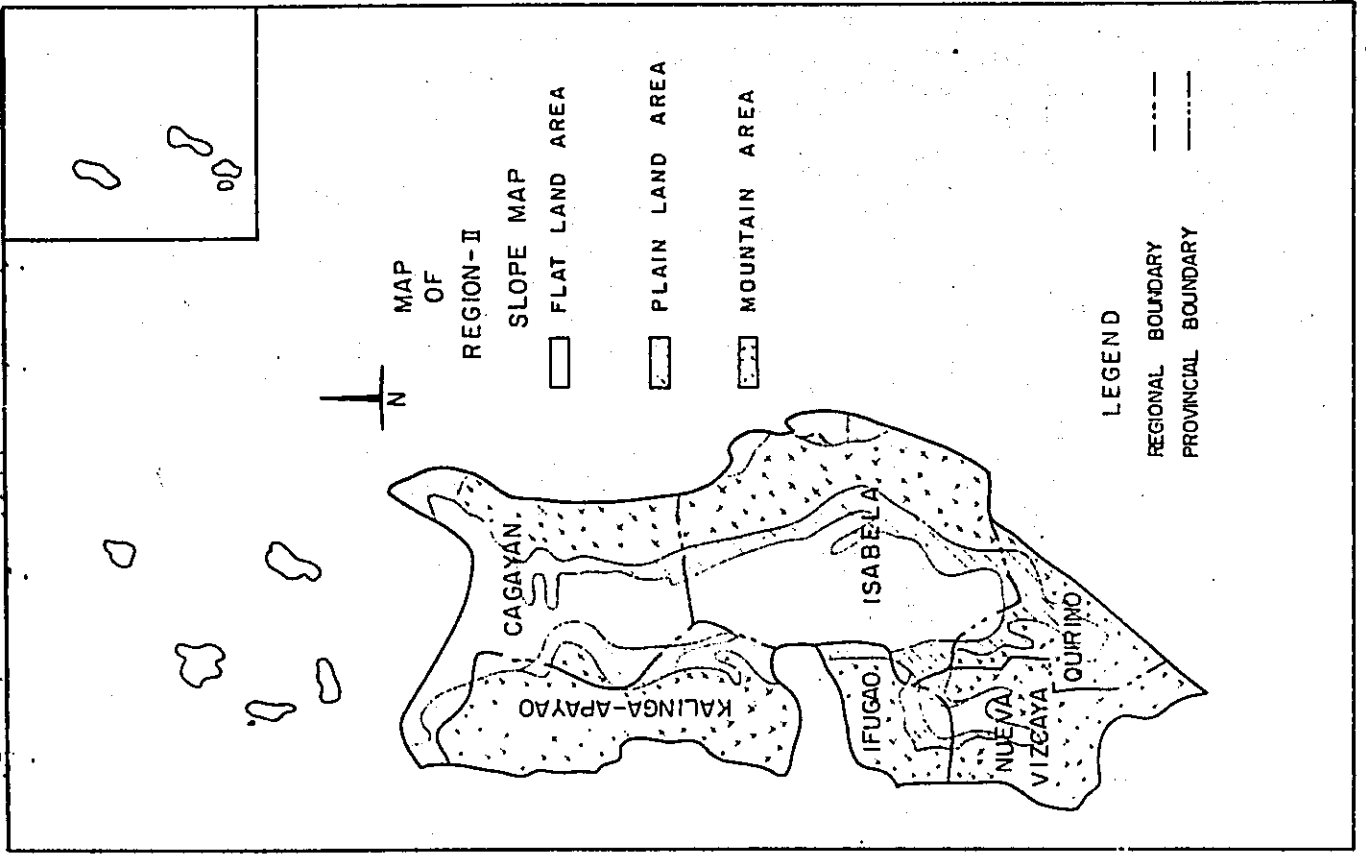 MAP
OF
REGION-II
SLOPE MAP
FLAT LAND AREA
PLAIN LAND AREA
MOUNTAIN AREA
N
CAGAYAN
KALINGA-APAYAO
ISABELA
IFUGAO
NUEVA
VIZCAYA
QUIRINO
LEGEND
REGIONAL BOUNDARY
PROVINCIAL BOUNDARY